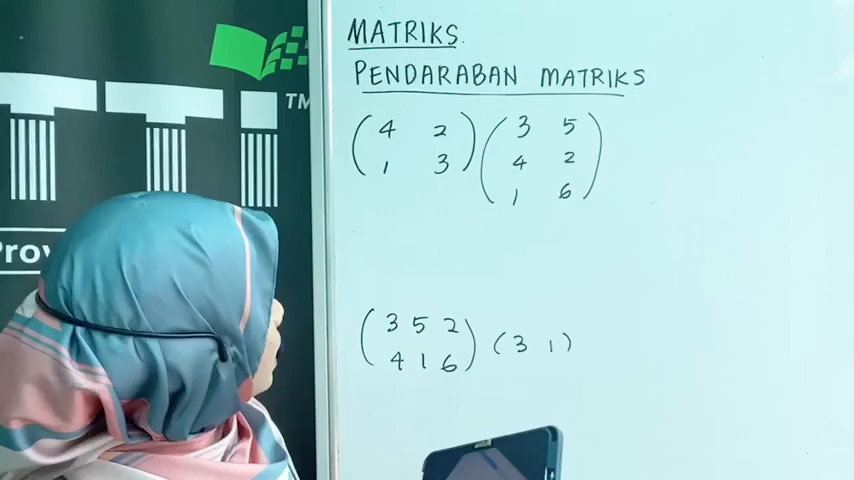 MATRIKS.
PENDARABAN MATRIKS
( 4 2 ) ( 3 5 )
( 1 3 ) ( 4 2 )
( 1 6 )
( 3 5 2 ) ( 3 1 )
( 4 1 6 )
TTi TM
Prov